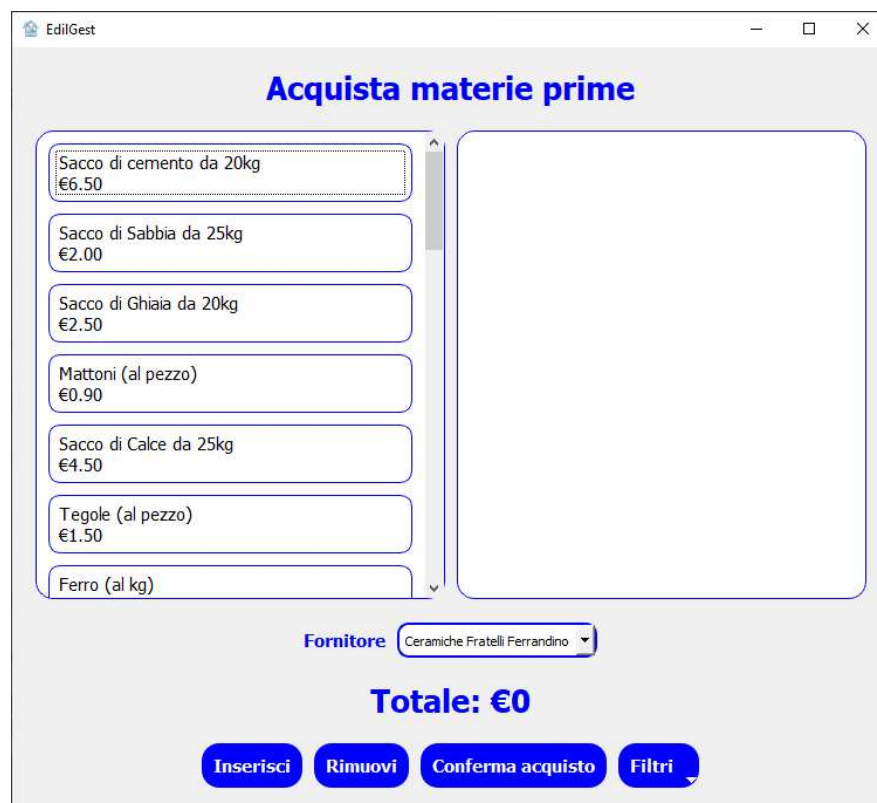 EdilGest
Acquista materie prime
Sacco di cemento da 20kg
€6.50
Sacco di Sabbia da 25kg
€2.00
Sacco di Ghiaia da 20kg
€2.50
Mattoni (al pezzo)
€0.90
Sacco di Calce da 25kg
€4.50
Tegole (al pezzo)
€1.50
Ferro (al kg)
Fornitore Ceramiche Fratelli Ferrandino
Totale: €0
Inserisci Rimuovi Conferma acquisto Filtri